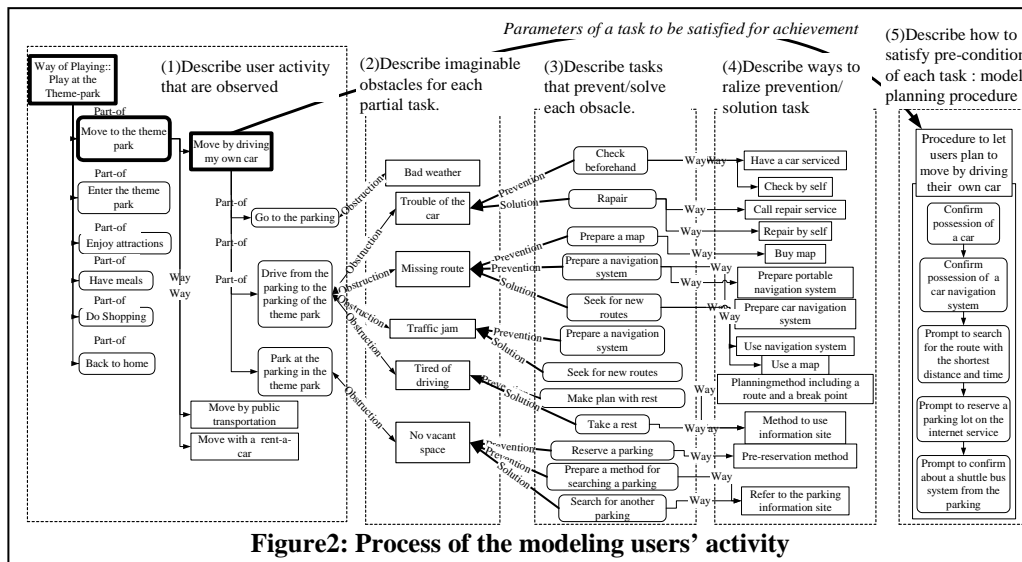 Parameters of a task to be satisfied for achievement
Way of Playing::
Play at the
Theme-park
(1)Describe user activity
that are observed
(2)Describe imaginable
obstacles for each
partial task.
(3)Describe tasks
that prevent/solve
each obsacle.
(4)Describe ways to
ralize prevention/
solution task
(5)Describe how to
satisfy pre-condition
of each task : model
planning procedure
Part-of
Move to the theme
park
Part-of
Enter the theme
park
Part-of
Enjoy attractions
Part-of
Have meals
Part-of
Do Shopping
Part-of
Back to home
Way
Way
Move by driving
my own car
Part-of
Go to the parking
Part-of
Part-of
Drive from the
parking to the
parking of the
theme park
Park at the
parking in the
theme park
Move by public
transportation
Move with a rent-a-
car
Obstruction
Obstruction
Obstruction
Obstruction
Obstruction
Obstruction
Bad weather
Trouble of the
car
Missing route
Traffic jam
Tired of
driving
No vacant
space
Prevention
Solution
Prevention
Prevention
Solution
Prevention
Solution
Solution
Prevention
Prevention
Solution
Check
beforehand
Rapair
Prepare a map
Prepare a navigation
system
Seek for new
routes
Prepare a navigation
system
Seek for new routes
Make plan with rest
Take a rest
Reserve a parking
Prepare a method for
searching a parking
Search for another
parking
Way
Way
Way
Way
Way
Way
Way
Way
Way
Way
Way
Have a car serviced
Check by self
Call repair service
Repair by self
Buy map
Prepare portable
navigation system
Prepare car navigation
system
Use navigation system
Use a map
Planningmethod including a
route and a break point
Method to use
information site
Pre-reservation method
Refer to the parking
information site
Procedure to let
users plan to
move by driving
their own car
Confirm
possession of
a car
Confirm
possession of a
car navigation
system
Prompt to search
for the route with
the shortest
distance and time
Prompt to reserve a
parking lot on the
internet service
Prompt to confirm
about a shuttle bus
system from the
parking
Figure2: Process of the modeling users' activity